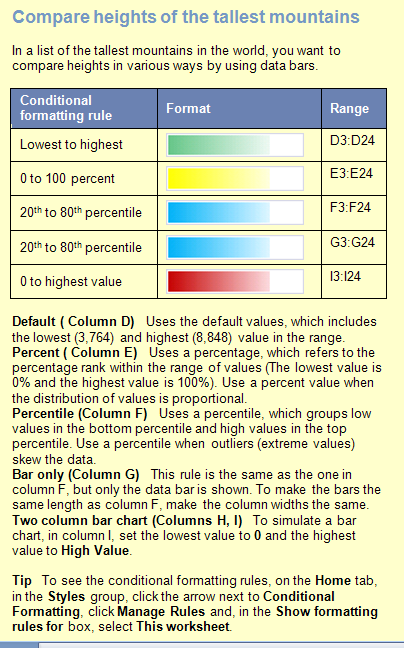 Compare heights of the tallest mountains
In a list of the tallest mountains in the world, you want to
compare heights in various ways by using data bars.
Conditional
formatting rule
Format
Range
Lowest to highest
D3:D24
0 to 100 percent
E3:E24
20th to 80th percentile
F3:F24
20th to 80th percentile
G3:G24
0 to highest value
I3:I24
Default ( Column D) Uses the default values, which includes
the lowest (3,764) and highest (8,848) value in the range.
Percent ( Column E) Uses a percentage, which refers to the
percentage rank within the range of values (The lowest value is
0% and the highest value is 100%). Use a percent value when
the distribution of values is proportional.
Percentile (Column F) Uses a percentile, which groups low
values in the bottom percentile and high values in the top
percentile. Use a percentile when outliers (extreme values)
skew the data.
Bar only (Column G) This rule is the same as the one in
column F, but only the data bar is shown. To make the bars the
same length as column F, make the column widths the same.
Two column bar chart (Columns H, I) To simulate a bar
chart, in column I, set the lowest value to 0 and the highest
value to High Value.
Tip To see the conditional formatting rules, on the Home tab,
in the Styles group, click the arrow next to Conditional
Formatting, click Manage Rules and, in the Show formatting
rules for box, select This worksheet.